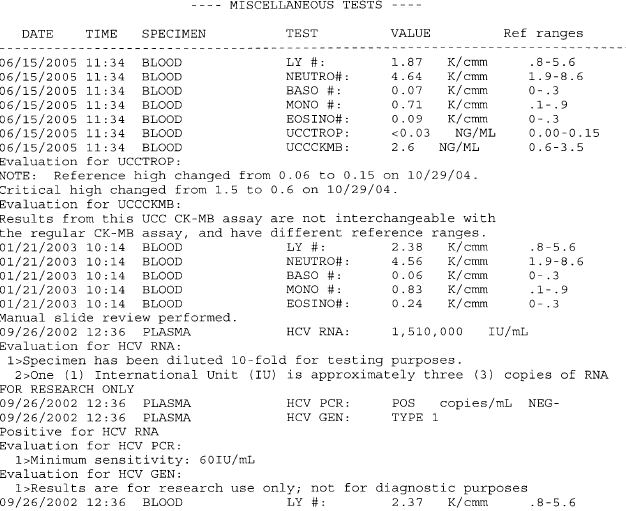 ---- MISCELLANEOUS TESTS ----
DATE TIME SPECIMEN TEST VALUE Ref ranges
06/15/2005 11:34 BLOOD LY #: 1.87 K/cmm .8-5.6
06/15/2005 11:34 BLOOD NEUTRO#: 4.64 K/cmm 1.9-8.6
06/15/2005 11:34 BLOOD BASO #: 0.07 K/cmm 0-.3
06/15/2005 11:34 BLOOD MONO #: 0.71 K/cmm .1-.9
06/15/2005 11:34 BLOOD EOSINO#: 0.09 K/cmm 0-.3
06/15/2005 11:34 BLOOD UCCTROP: <0.03 NG/ML 0.00-0.15
06/15/2005 11:34 BLOOD UCCCKMB: 2.6 NG/ML 0.6-3.5
Evaluation for UCCTROP:
NOTE: Reference high changed from 0.06 to 0.15 on 10/29/04.
Critical high changed from 1.5 to 0.6 on 10/29/04.
Evaluation for UCCCKMB:
Results from this UCC CK-MB assay are not interchangeable with
the regular CK-MB assay, and have different reference ranges.
01/21/2003 10:14 BLOOD LY #: 2.38 K/cmm .8-5.6
01/21/2003 10:14 BLOOD NEUTRO#: 4.56 K/cmm 1.9-8.6
01/21/2003 10:14 BLOOD BASO #: 0.06 K/cmm 0-.3
01/21/2003 10:14 BLOOD MONO #: 0.83 K/cmm .1-.9
01/21/2003 10:14 BLOOD EOSINO#: 0.24 K/cmm 0-.3
Manual slide review performed.
09/26/2002 12:36 PLASMA HCV RNA: 1,510,000 IU/mL
Evaluation for HCV RNA:
1>Specimen has been diluted 10-fold for testing purposes.
2>One (1) International Unit (IU) is approximately three (3) copies of RNA
FOR RESEARCH ONLY
09/26/2002 12:36 PLASMA HCV PCR: POS copies/mL NEG-
09/26/2002 12:36 PLASMA HCV GEN: TYPE 1
Positive for HCV RNA
Evaluation for HCV PCR:
1>Minimum sensitivity: 60IU/mL
Evaluation for HCV GEN:
1>Results are for research use only; not for diagnostic purposes
09/26/2002 12:36 BLOOD LY #: 2.37 K/cmm .8-5.6